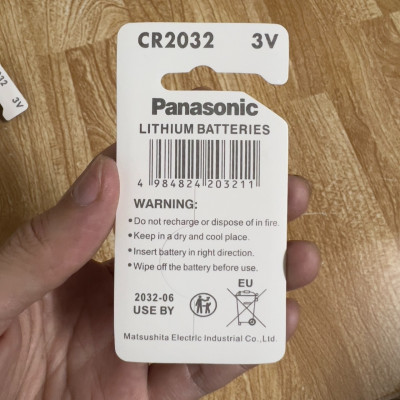 CR2032 3V
Panasonic
LITHIUM BATTERIES
4 984824 203211
WARNING:
•Do not recharge or dispose of in fire.
•Keep in a dry and cool place.
•Insert battery in right direction.
•Wipe off the battery before use.
2032-06
USE BY
EU
Matsushita Electric Industrial Co.,Ltd.
32 3V